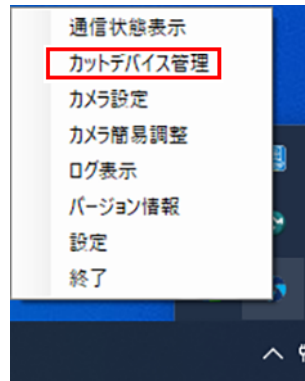 通信状態表示
カットデバイス管理
カメラ設定
カメラ簡易調整
ログ表示
バージョン情報
設定
終了